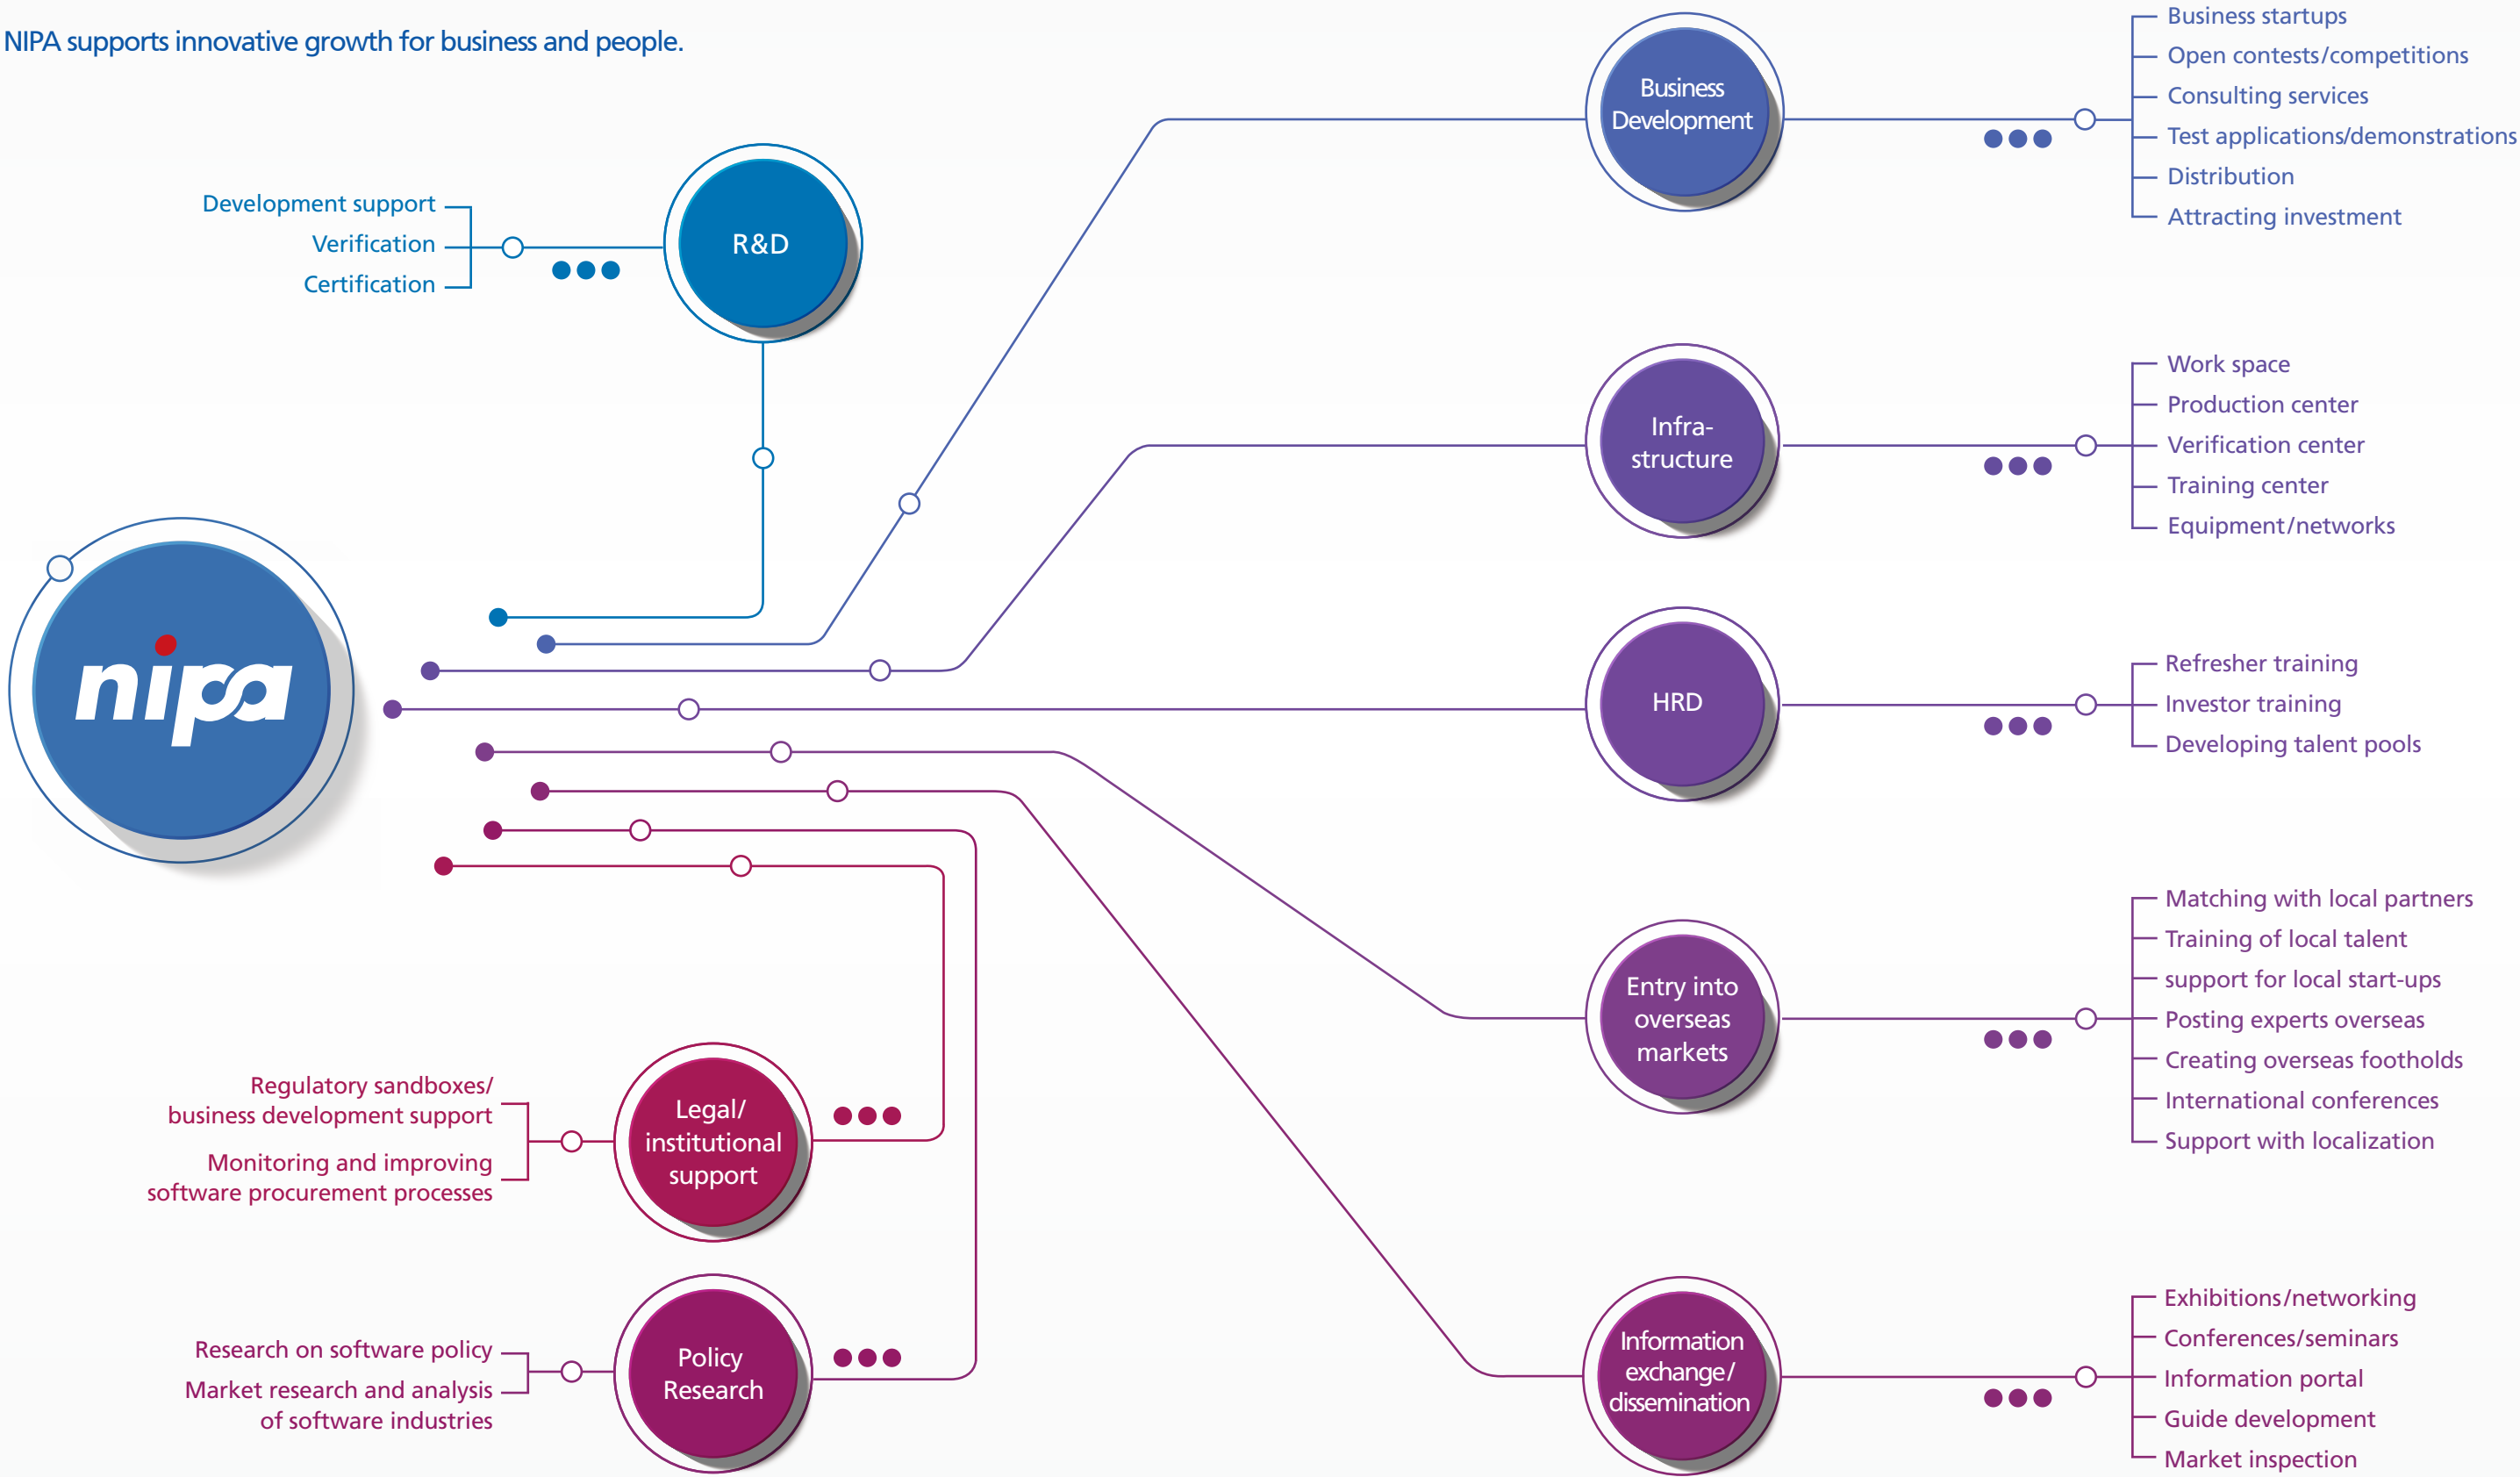 NIPA supports innovative growth for business and people.
nipa
R&D
Development support
Verification
Certification
Business
Development
Business startups
Open contests/competitions
Consulting services
Test applications/demonstrations
Distribution
Attracting investment
Infra-
structure
Work space
Production center
Verification center
Training center
Equipment/networks
HRD
Refresher training
Investor training
Developing talent pools
Entry into
overseas
markets
Matching with local partners
Training of local talent
support for local start-ups
Posting experts overseas
Creating overseas footholds
International conferences
Support with localization
Information
exchange/
dissemination
Exhibitions/networking
Conferences/seminars
Information portal
Guide development
Market inspection
Legal/
institutional
support
Regulatory sandboxes/
business development support
Monitoring and improving
software procurement processes
Policy
Research
Research on software policy
Market research and analysis
of software industries